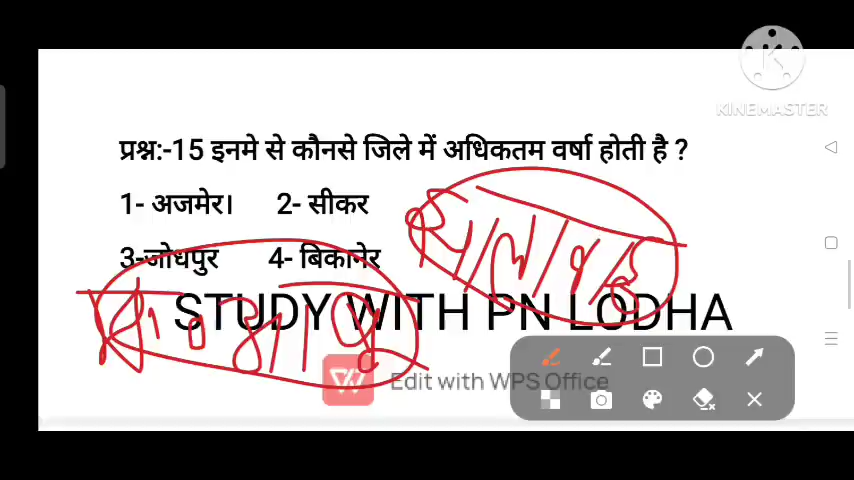 KINEMASTER
प्रश्न:-15 इनमे से कौनसे जिले में अधिकतम वर्षा होती है ?
1- अजमेर। 2- सीकर
3-जोधपुर 4- बिकानेर
STUDY WITH PN LODHA
Edit with WPS Office